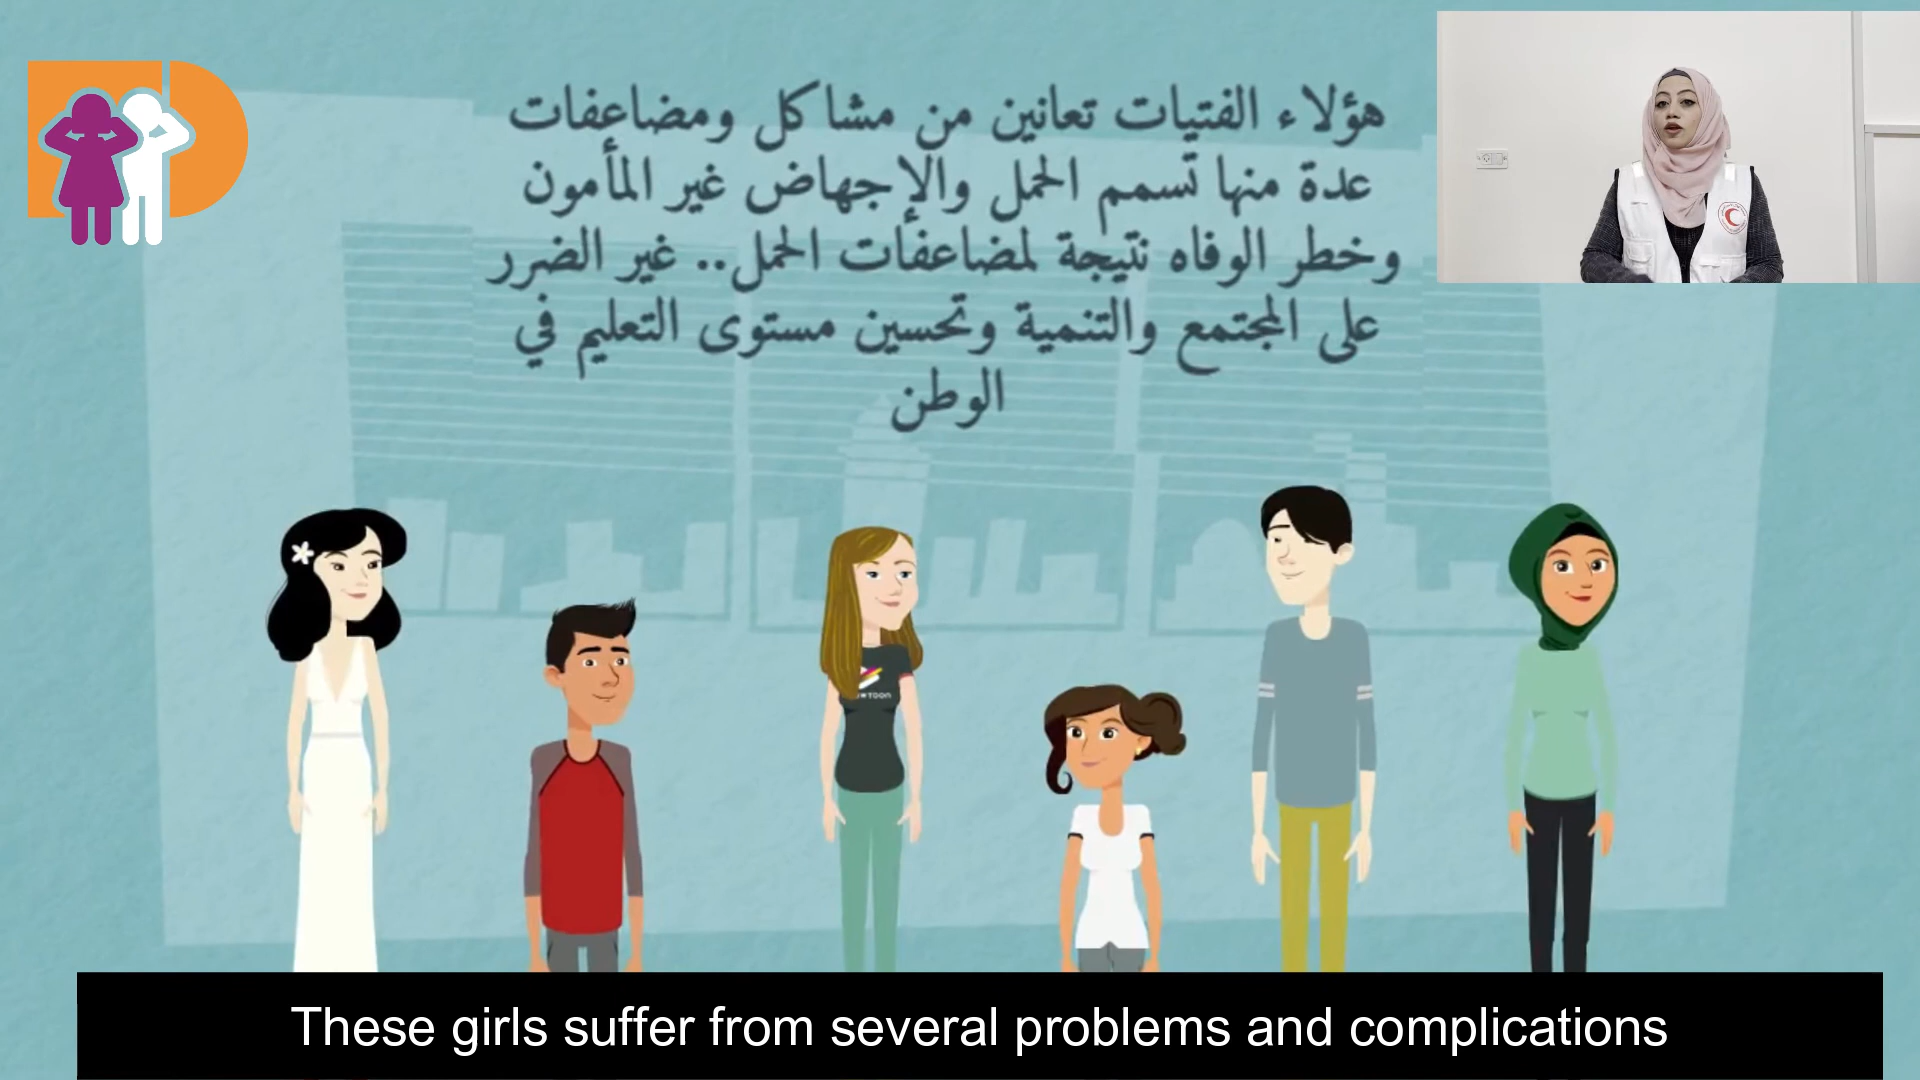 هؤلاء الفتيات تعانين من مشاكل ومضاعفات
عدة منها تسمم الحمل والإجهاض غير المأمون
وخطر الوفاه نتيجة لمضاعفات الحمل.. غير الضرر
على المجتمع والتنمية وتحسين مستوى التعليم في
الوطن
These girls suffer from several problems and complications